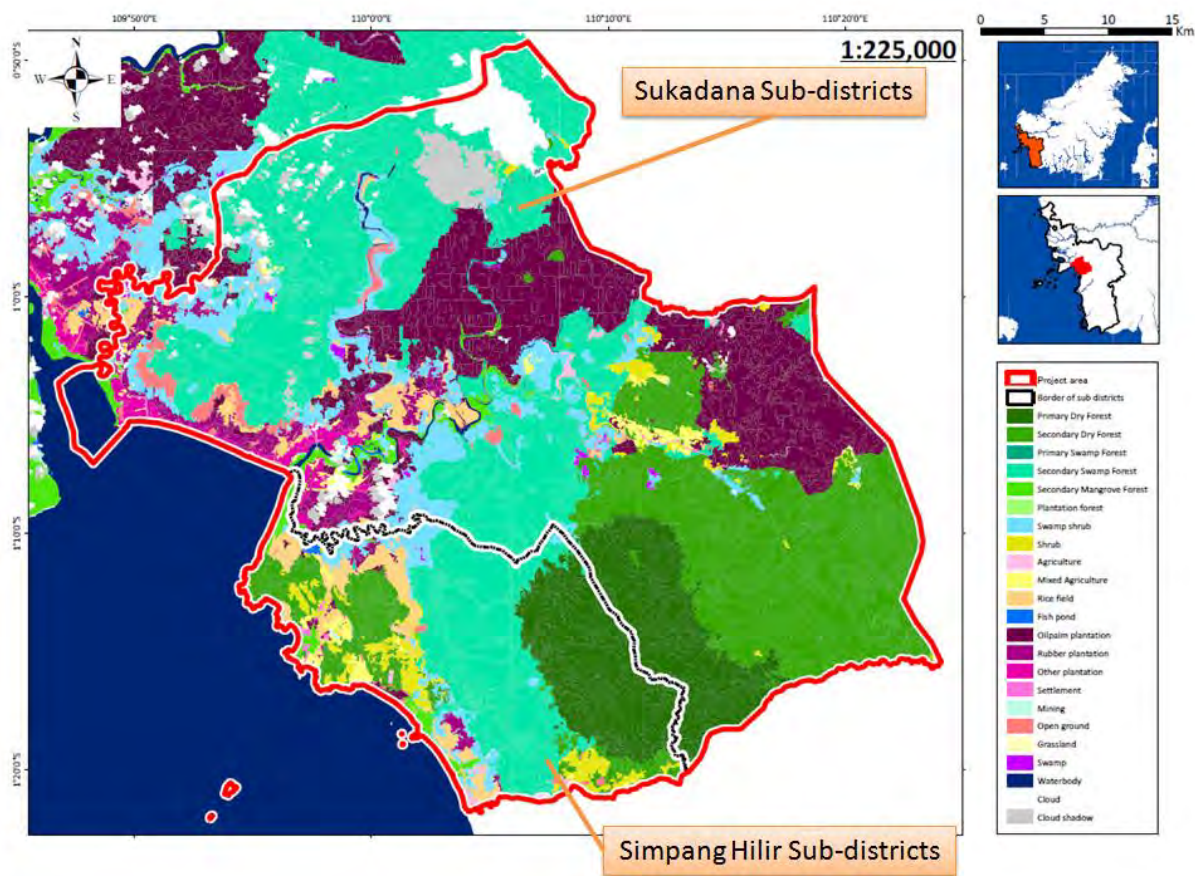 109°50'0"E
110°0'0"E
110°10'0"E
110°20'0"E
0 5 10 15
Km
1:225,000
N
W E
S
0°50'0"S
Sukadana Sub-districts
1°0'0"S
1°10'0"S
1°20'0"S
Simpang Hilir Sub-districts
Project area
Border of sub districts
Primary Dry Forest
Secondary Dry Forest
Primary Swamp Forest
Secondary Swamp Forest
Secondary Mangrove Forest
Plantation forest
Swamp shrub
Shrub
Agriculture
Mixed Agriculture
Rice field
Fish pond
Oilpalm plantation
Rubber plantation
Other plantation
Settlement
Mining
Open ground
Grassland
Swamp
Waterbody
Cloud
Cloud shadow